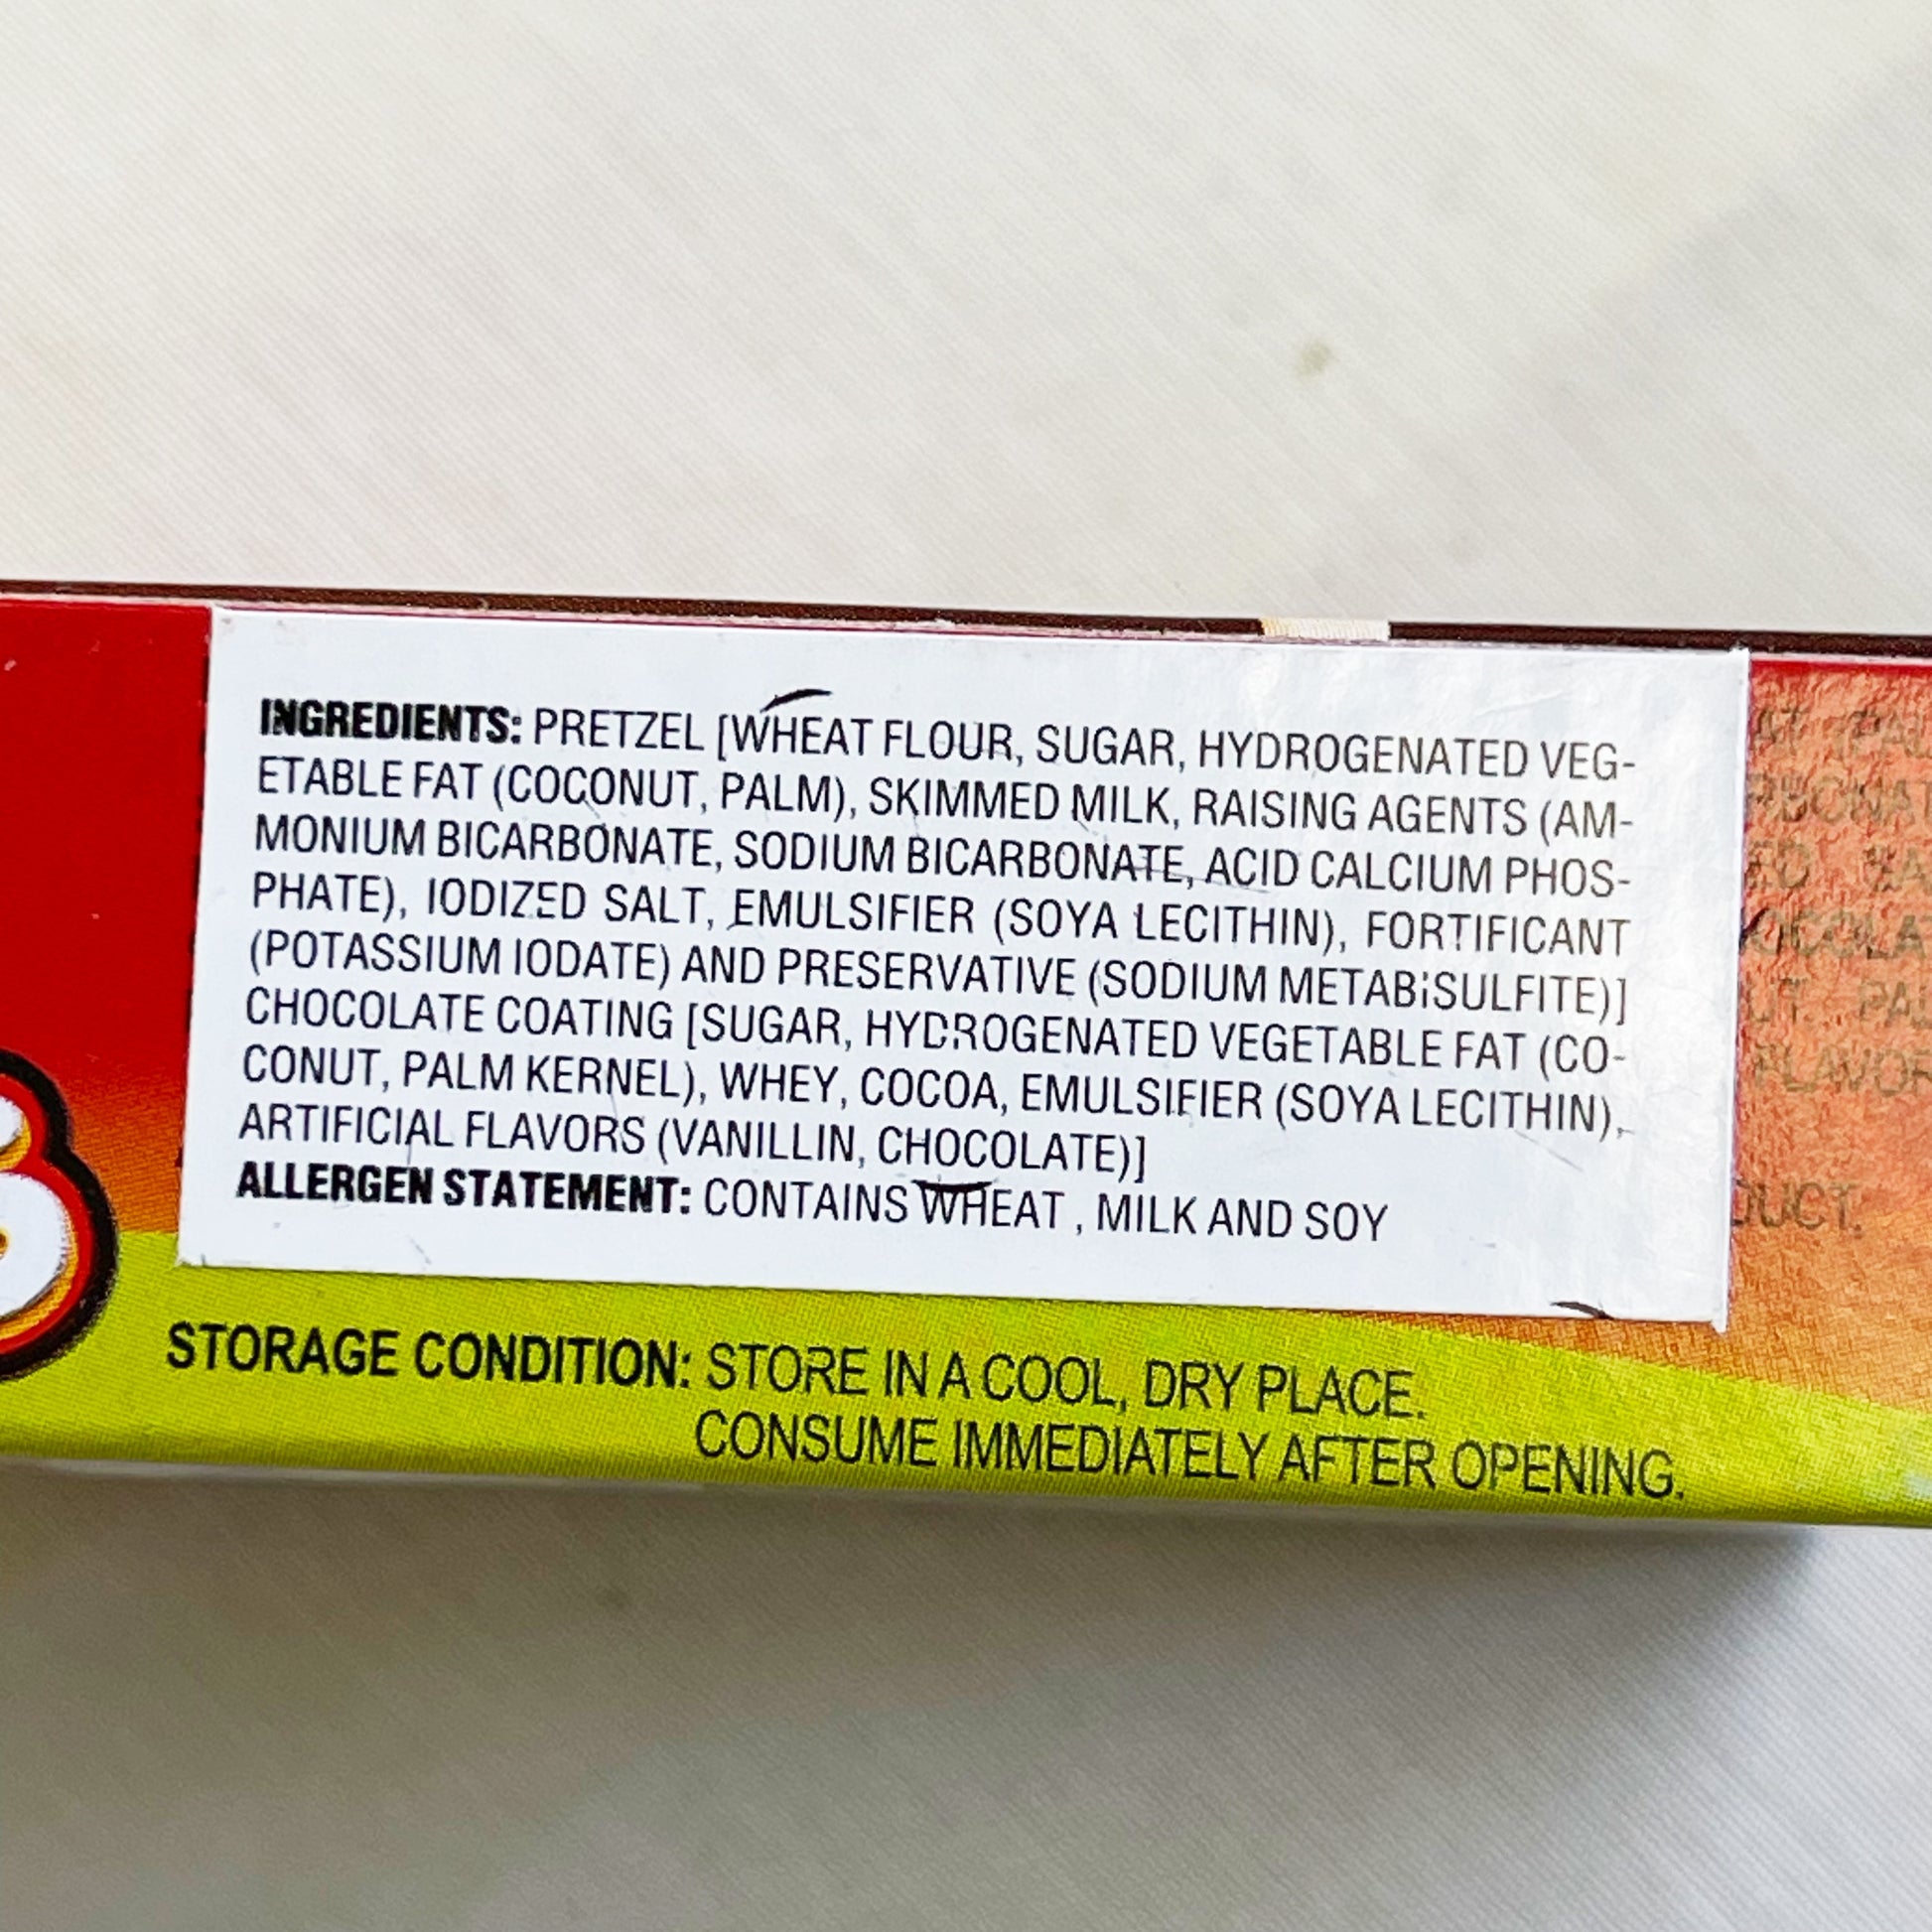 INGREDIENTS: PRETZEL [WHEAT FLOUR, SUGAR, HYDROGENATED VEG-
ETABLE FAT (COCONUT, PALM), SKIMMED MILK, RAISING AGENTS (AM-
MONIUM BICARBONATE, SODIUM BICARBONATE, ACID CALCIUM PHOS-
PHATE), IODIZED SALT, EMULSIFIER (SOYA LECITHIN), FORTIFICANT
(POTASSIUM IODATE) AND PRESERVATIVE (SODIUM METABiSULFITE)]
CHOCOLATE COATING [SUGAR, HYDROGENATED VEGETABLE FAT (CO-
CONUT, PALM KERNEL), WHEY, COCOA, EMULSIFIER (SOYA LECITHIN),
ARTIFICIAL FLAVORS (VANILLIN, CHOCOLATE)]
ALLERGEN STATEMENT: CONTAINS WHEAT , MILK AND SOY
STORAGE CONDITION: STORE IN A COOL, DRY PLACE.
CONSUME IMMEDIATELY AFTER OPENING.